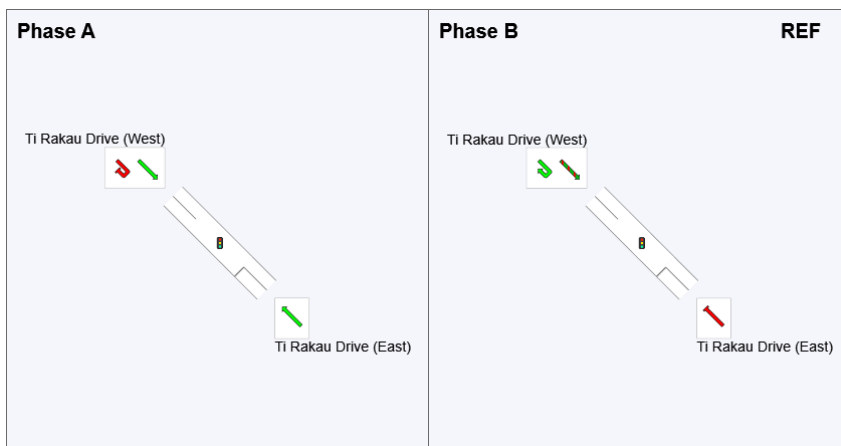 Phase A
Ti Rakau Drive (West)
Ti Rakau Drive (East)
Phase B
REF
Ti Rakau Drive (West)
Ti Rakau Drive (East)